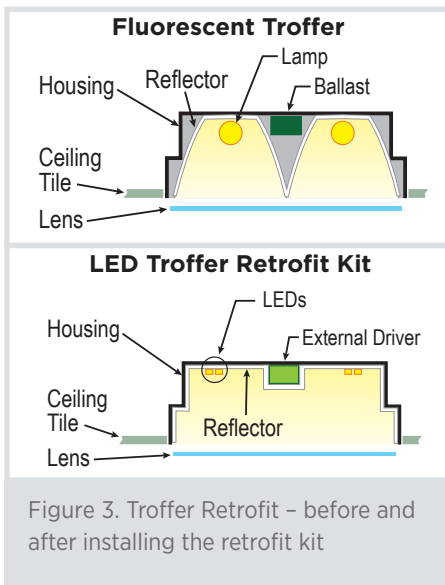 Fluorescent Troffer
Lamp
Reflector
Ballast
Housing
Ceiling
Tile
Lens
LED Troffer Retrofit Kit
LEDs
Housing
External Driver
Ceiling
Tile
Reflector
Lens
Figure 3. Troffer Retrofit – before and
after installing the retrofit kit